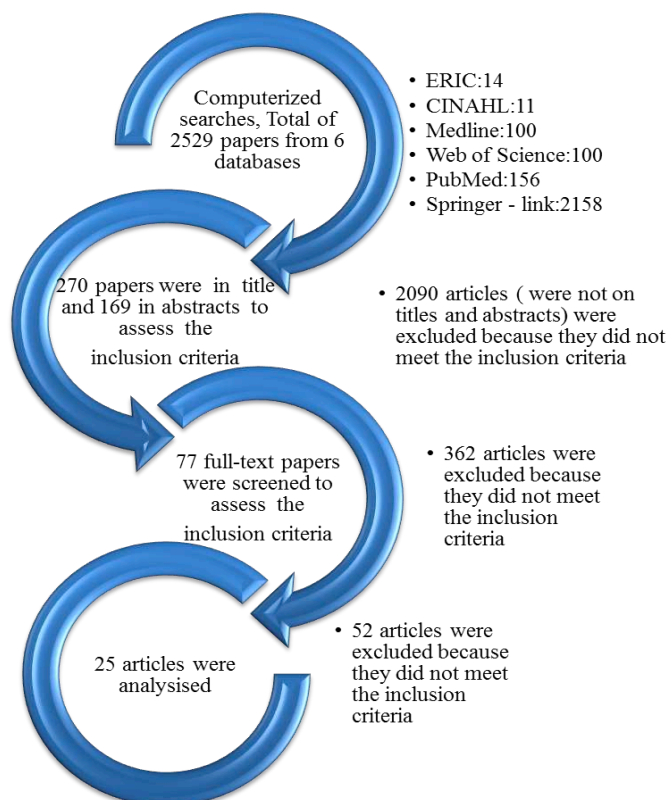 Computerized
searches, Total of
2529 papers from 6
databases
• ERIC:14
• CINAHL:11
• Medline:100
• Web of Science:100
• PubMed:156
• Springer - link:2158
270 papers were in title
and 169 in abstracts to
assess the
inclusion criteria
• 2090 articles ( were not on
titles and abstracts) were
excluded because they did not
meet the inclusion criteria
77 full-text papers
were screened to
assess the
inclusion criteria
• 362 articles were
excluded because
they did not meet
the inclusion
criteria
25 articles were
analysised
• 52 articles were
excluded because
they did not meet
the inclusion
criteria